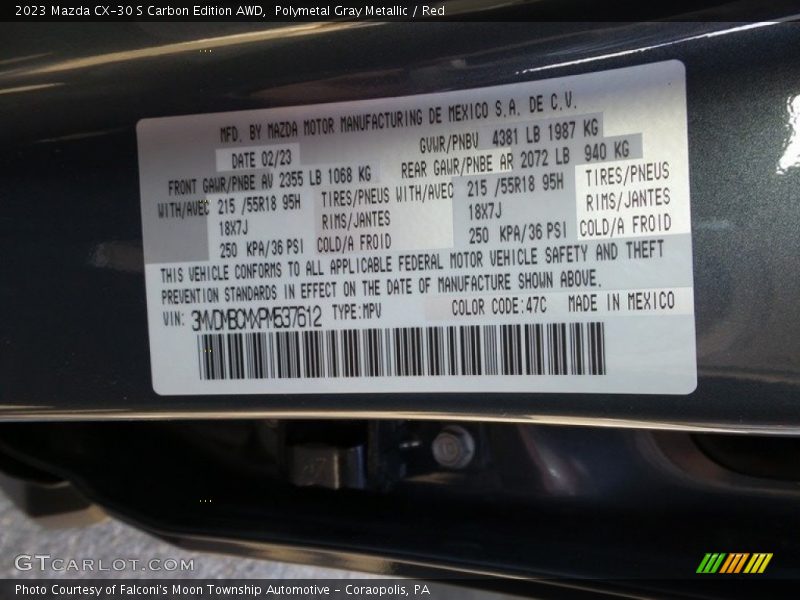 2023 Mazda CX-30 S Carbon Edition AWD, Polymetal Gray Metallic / Red
MFD. BY MAZDA MOTOR MANUFACTURING DE MEXICO S.A. DE C.V.
DATE 02/23 GVWR/PNBV 4381 LB 1987 KG
FRONT GAWR/PNBE AV 2355 LB 1068 KG REAR GAWR/PNBE AR 2072 LB 940 KG
WITH/AVEC 215 /55R18 95H TIRES/PNEUS WITH/AVEC 215 /55R18 95H TIRES/PNEUS
18X7J RIMS/JANTES 18X7J RIMS/JANTES
250 KPA/36 PSI COLD/A FROID 250 KPA/36 PSI COLD/A FROID
THIS VEHICLE CONFORMS TO ALL APPLICABLE FEDERAL MOTOR VEHICLE SAFETY AND THEFT
PREVENTION STANDARDS IN EFFECT ON THE DATE OF MANUFACTURE SHOWN ABOVE.
VIN: 3MVDMBCMXPM537612 TYPE:MPV COLOR CODE:47C MADE IN MEXICO
GTCARLOT.COM
Photo Courtesy of Falconi's Moon Township Automotive - Coraopolis, PA